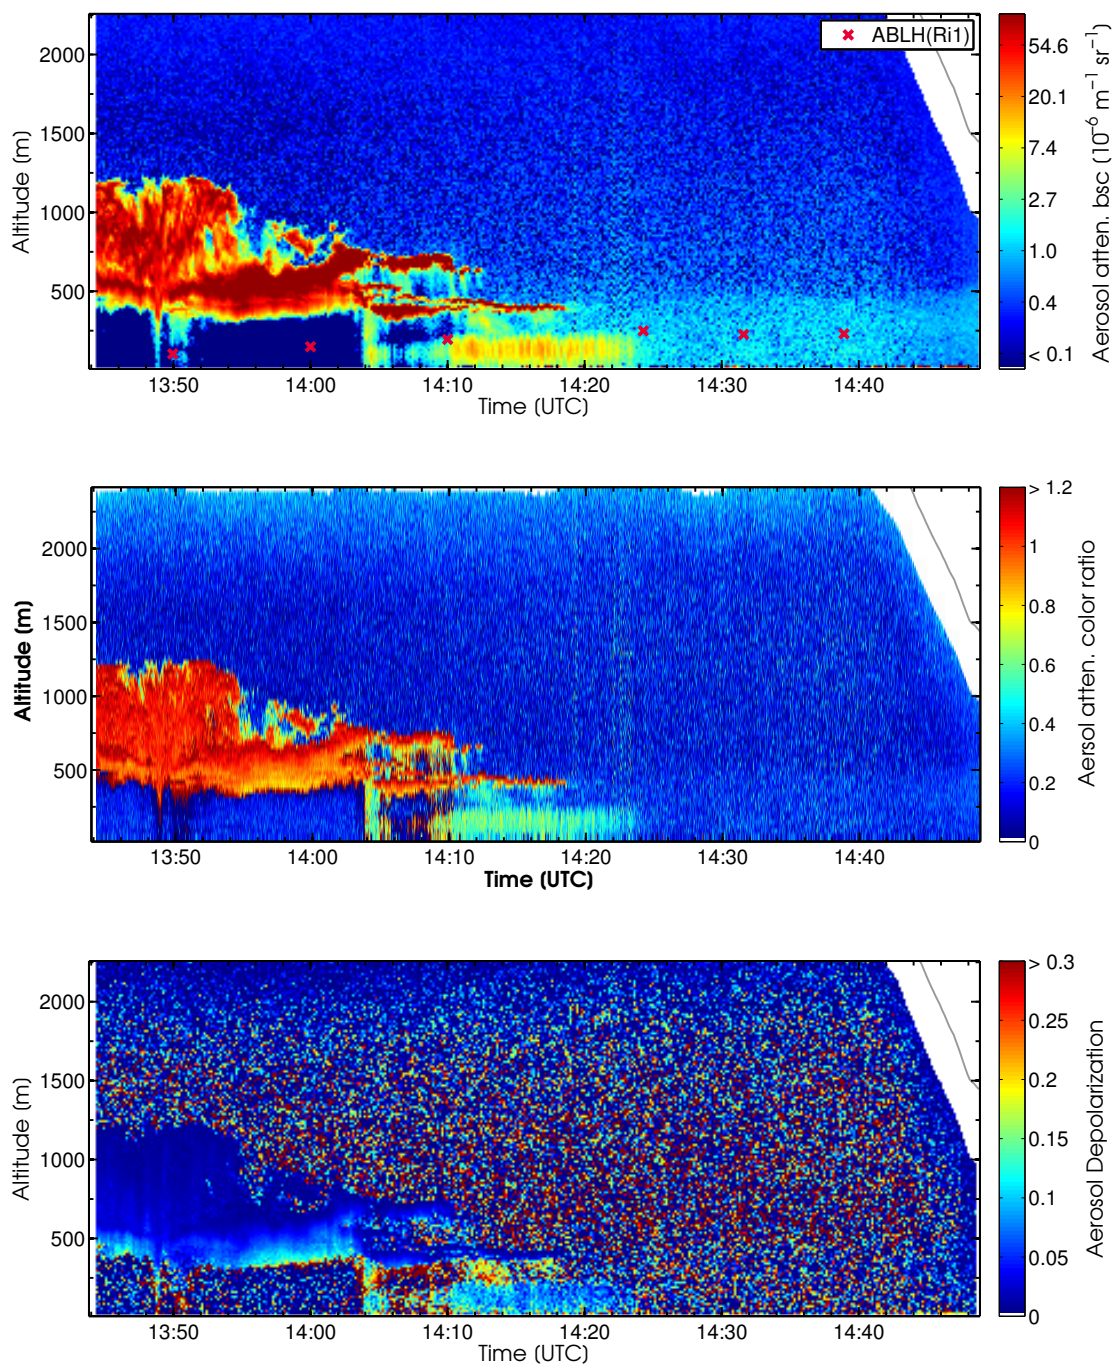 ABLH(Ri1)
2000
1500
1000
500
Altitude (m)
13:50 14:00 14:10 14:20 14:30 14:40
Time (UTC)
54.6
20.1
7.4
2.7
1.0
0.4
< 0.1
Aerosol atten. bsc (10⁻⁶ m⁻¹ sr⁻¹)
2000
1500
1000
500
Altitude (m)
13:50 14:00 14:10 14:20 14:30 14:40
Time (UTC)
> 1.2
1
0.8
0.6
0.4
0.2
0
Aersol atten. color ratio
2000
1500
1000
500
Altitude (m)
13:50 14:00 14:10 14:20 14:30 14:40
Time (UTC)
> 0.3
0.25
0.2
0.15
0.1
0.05
0
Aerosol Depolarization